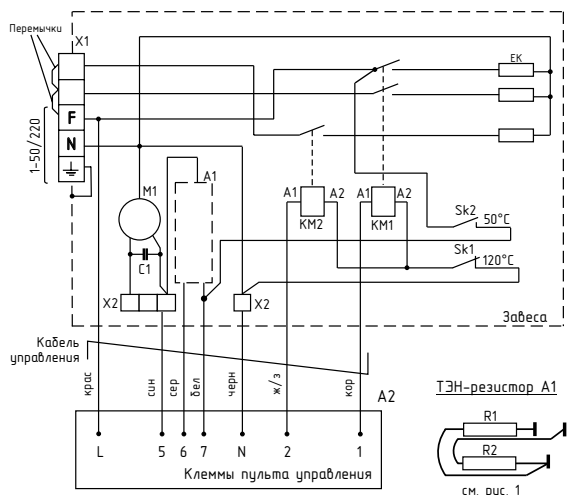 Перемычки
X1
EK
F
N
1-50/220
M1
A1
C1
A1
A2
A1
A2
KM2
KM1
Sk2
50°C
Sk1
120°C
X2
X2
Завеса
Кабель
управления
крас
син
сер
бел
черн
ж/з
кор
A2
ТЭН-резистор А1
L
5
6
7
N
2
1
Клеммы пульта управления
R1
R2
см. рис. 1